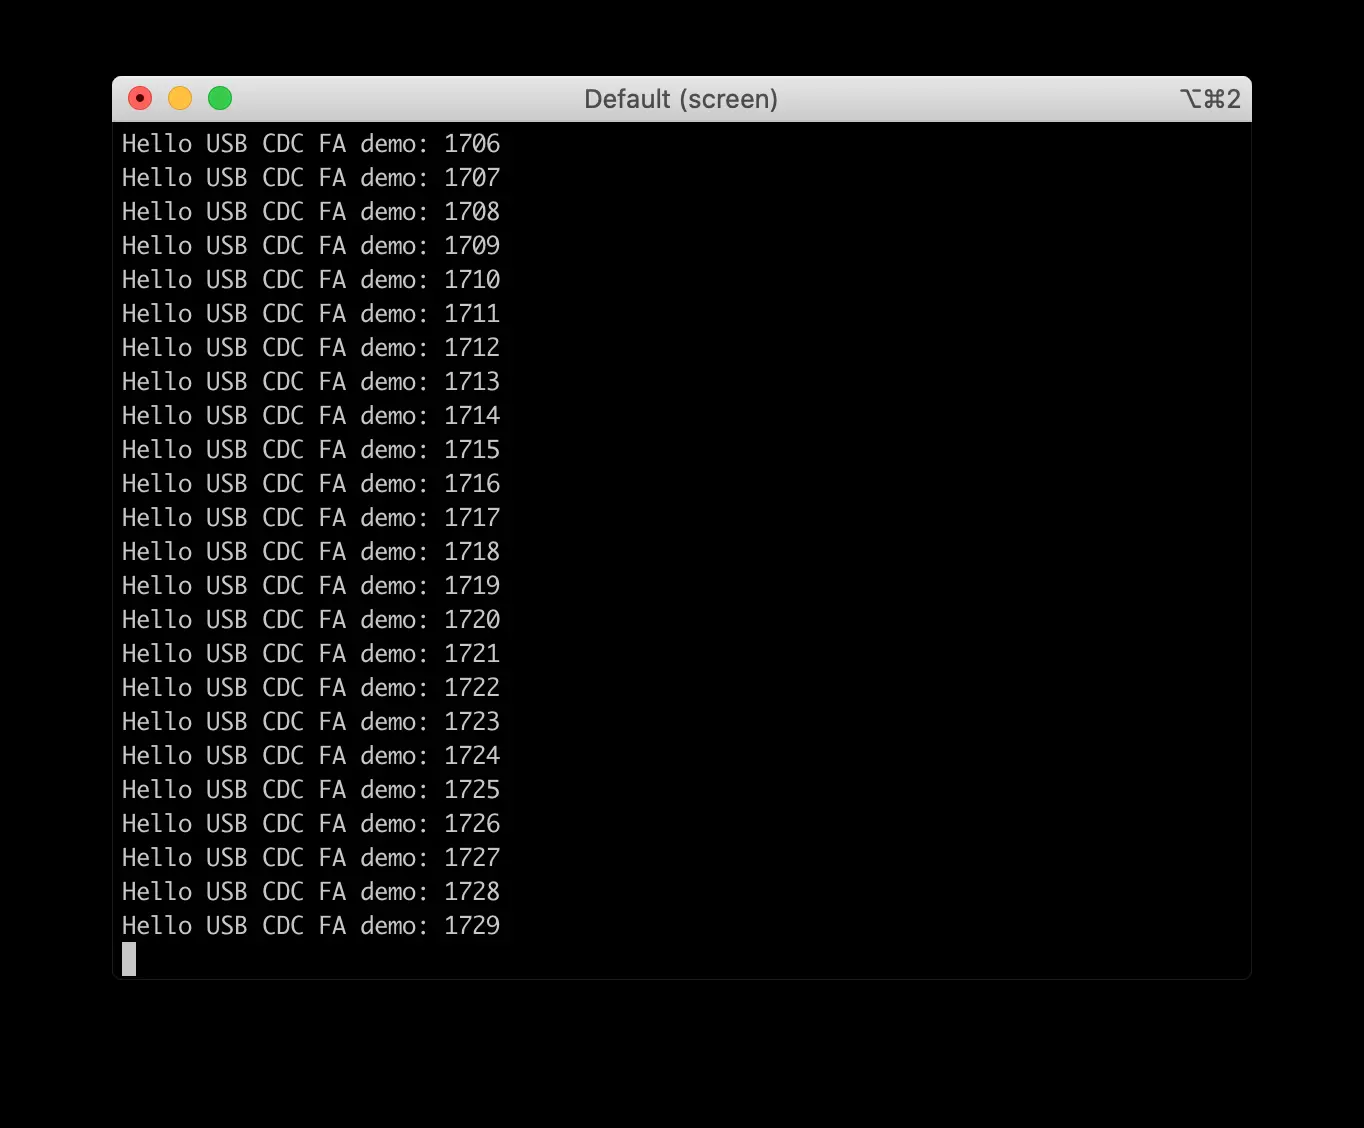 Default (screen) ⌥⌘2
Hello USB CDC FA demo: 1706
Hello USB CDC FA demo: 1707
Hello USB CDC FA demo: 1708
Hello USB CDC FA demo: 1709
Hello USB CDC FA demo: 1710
Hello USB CDC FA demo: 1711
Hello USB CDC FA demo: 1712
Hello USB CDC FA demo: 1713
Hello USB CDC FA demo: 1714
Hello USB CDC FA demo: 1715
Hello USB CDC FA demo: 1716
Hello USB CDC FA demo: 1717
Hello USB CDC FA demo: 1718
Hello USB CDC FA demo: 1719
Hello USB CDC FA demo: 1720
Hello USB CDC FA demo: 1721
Hello USB CDC FA demo: 1722
Hello USB CDC FA demo: 1723
Hello USB CDC FA demo: 1724
Hello USB CDC FA demo: 1725
Hello USB CDC FA demo: 1726
Hello USB CDC FA demo: 1727
Hello USB CDC FA demo: 1728
Hello USB CDC FA demo: 1729